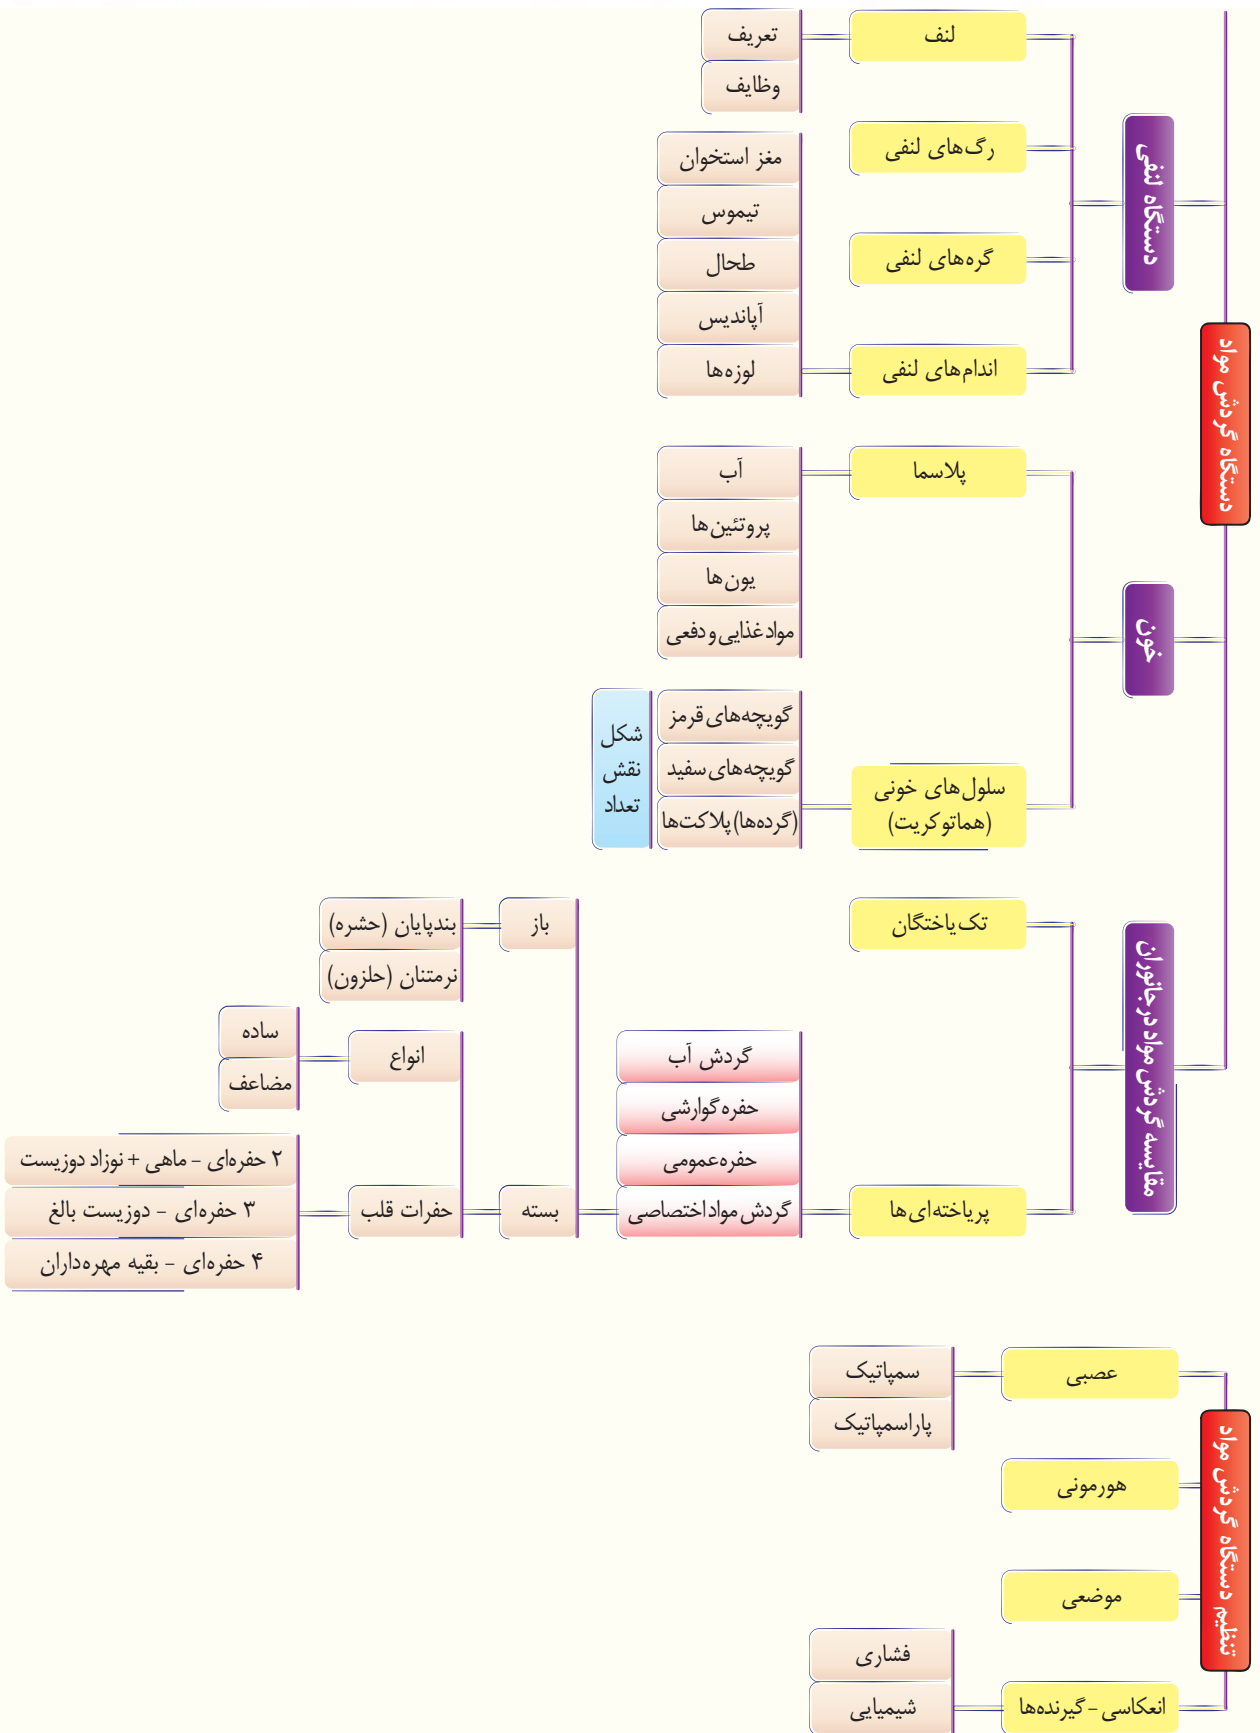 دستگاه گردش مواد
دستگاه لنفی
لنف
تعریف
وظایف
رگ‌های لنفی
گره‌های لنفی
اندام‌های لنفی
مغز استخوان
تیموس
طحال
آپاندیس
لوزه‌ها
خون
پلاسما
آب
پروتئین‌ها
یون‌ها
مواد غذایی و دفعی
سلول‌های خونی
(هماتوکریت)
گویچه‌های قرمز
گویچه‌های سفید
(گرده‌ها) پلاکت‌ها
شکل
نقش
تعداد
مقایسه گردش مواد در جانوران
تک‌یاختگان
پریاخته‌ای‌ها
گردش آب
حفره گوارشی
حفره عمومی
گردش مواد اختصاصی
باز
بندپایان (حشره)
نرمتنان (حلزون)
بسته
انواع
ساده
مضاعف
حفرات قلب
۲ حفره‌ای – ماهی + نوزاد دوزیست
۳ حفره‌ای – دوزیست بالغ
۴ حفره‌ای – بقیه مهره‌داران
تنظیم دستگاه گردش مواد
عصبی
سمپاتیک
پاراسمپاتیک
هورمونی
موضعی
انعکاسی – گیرنده‌ها
فشاری
شیمیایی